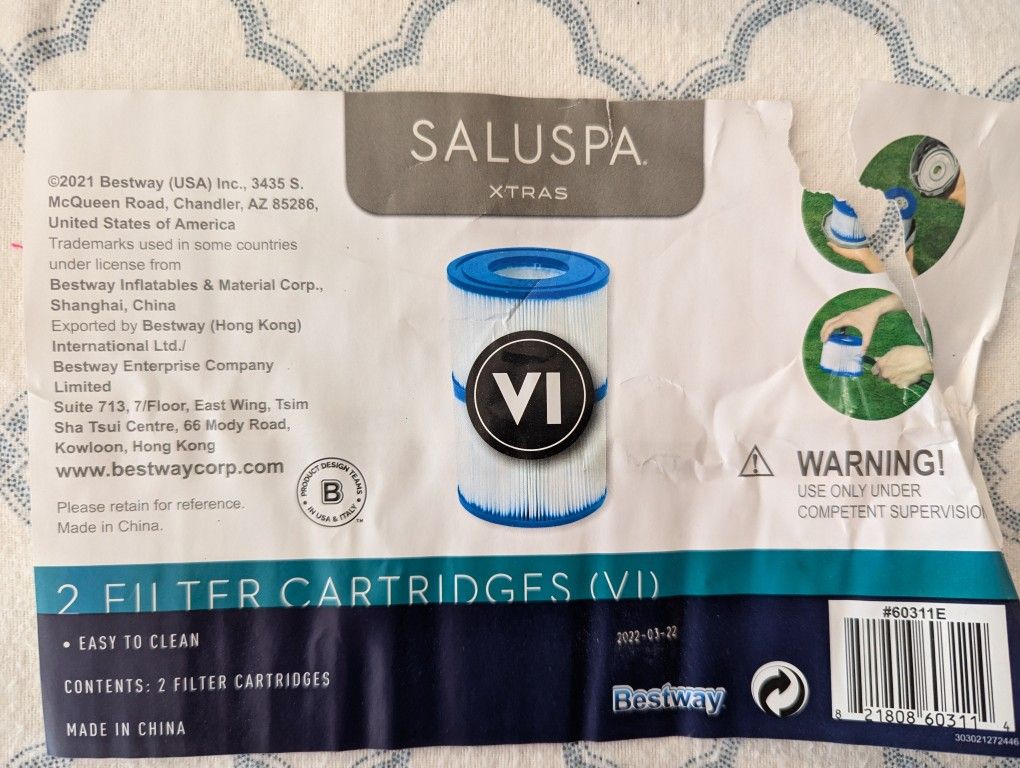 SALUSPA®
XTRAS
©2021 Bestway (USA) Inc., 3435 S.
McQueen Road, Chandler, AZ 85286,
United States of America
Trademarks used in some countries
under license from
Bestway Inflatables & Material Corp.,
Shanghai, China
Exported by Bestway (Hong Kong)
International Ltd./
Bestway Enterprise Company
Limited
Suite 713, 7/Floor, East Wing, Tsim
Sha Tsui Centre, 66 Mody Road,
Kowloon, Hong Kong
www.bestwaycorp.com
Please retain for reference.
Made in China.
PRODUCT DESIGN TEAMS
B
IN USA & ITALY
TM
VI
WARNING!
USE ONLY UNDER
COMPETENT SUPERVISION
2 FILTER CARTRIDGES (VI)
• EASY TO CLEAN
CONTENTS: 2 FILTER CARTRIDGES
MADE IN CHINA
2022-03-22
Bestway
#60311E
8 21808 60311 4
303021272446